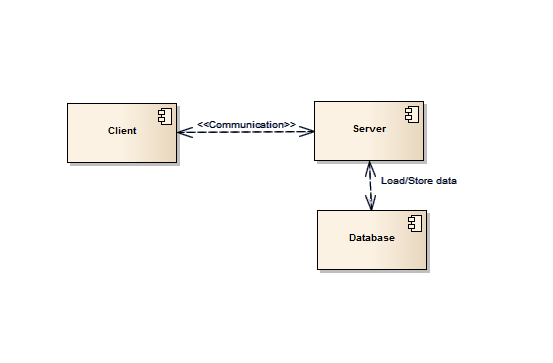 Client
<<Communication>>
Server
Load/Store data
Database